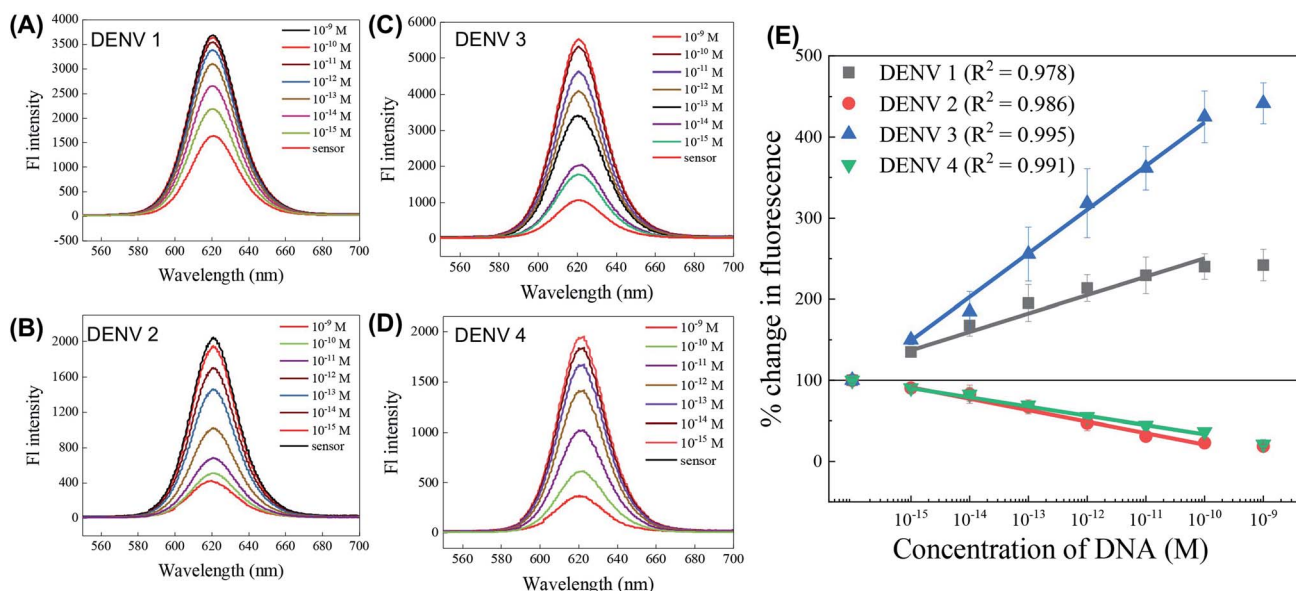 (A)
DENV 1
4000
3500
3000
2500
2000
1500
1000
500
0
-500
Fl intensity
10⁻⁹ M
10⁻¹⁰ M
10⁻¹¹ M
10⁻¹² M
10⁻¹³ M
10⁻¹⁴ M
10⁻¹⁵ M
sensor
560 580 600 620 640 660 680 700
Wavelength (nm)
(B)
DENV 2
2000
1600
1200
800
400
0
Fl intensity
10⁻⁹ M
10⁻¹⁰ M
10⁻¹¹ M
10⁻¹² M
10⁻¹³ M
10⁻¹⁴ M
10⁻¹⁵ M
sensor
560 580 600 620 640 660 680 700
Wavelength (nm)
(C)
DENV 3
6000
5000
4000
3000
2000
1000
0
Fl intensity
10⁻⁹ M
10⁻¹⁰ M
10⁻¹¹ M
10⁻¹² M
10⁻¹³ M
10⁻¹⁴ M
10⁻¹⁵ M
sensor
560 580 600 620 640 660 680 700
Wavelength (nm)
(D)
DENV 4
2000
1500
1000
500
0
Fl intensity
10⁻⁹ M
10⁻¹⁰ M
10⁻¹¹ M
10⁻¹² M
10⁻¹³ M
10⁻¹⁴ M
10⁻¹⁵ M
sensor
560 580 600 620 640 660 680 700
Wavelength (nm)
(E)
500
400
300
200
100
0
% change in fluorescence
DENV 1 (R² = 0.978)
DENV 2 (R² = 0.986)
DENV 3 (R² = 0.995)
DENV 4 (R² = 0.991)
10⁻¹⁵ 10⁻¹⁴ 10⁻¹³ 10⁻¹² 10⁻¹¹ 10⁻¹⁰ 10⁻⁹
Concentration of DNA (M)